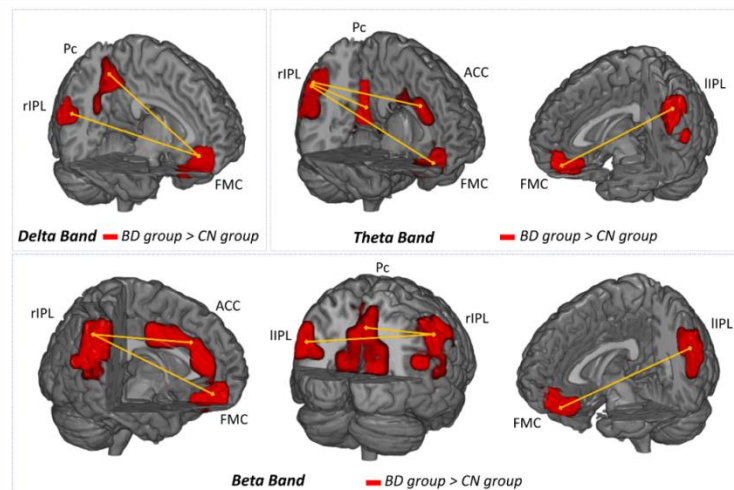 Pc
rIPL
FMC
Delta Band
BD group > CN group
Pc
rIPL
ACC
FMC
lIPL
FMC
Theta Band
BD group > CN group
rIPL
ACC
FMC
Pc
lIPL
rIPL
lIPL
FMC
Beta Band
BD group > CN group